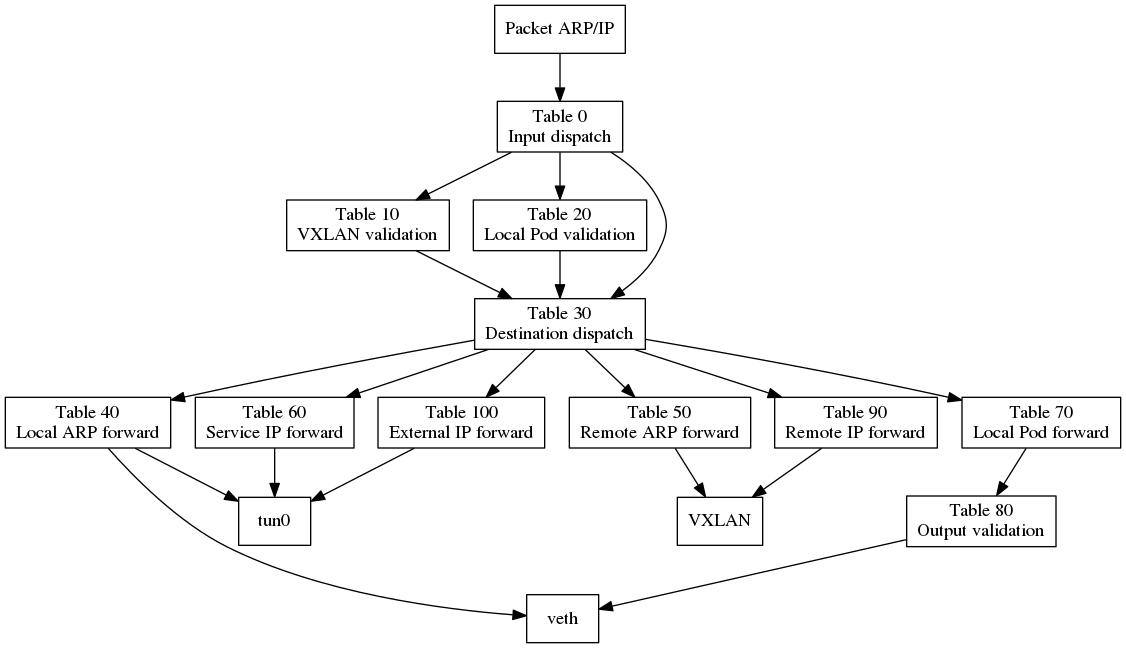 Packet ARP/IP
Table 0
Input dispatch
Table 10
VXLAN validation
Table 20
Local Pod validation
Table 30
Destination dispatch
Table 40
Local ARP forward
Table 60
Service IP forward
Table 100
External IP forward
Table 50
Remote ARP forward
Table 90
Remote IP forward
Table 70
Local Pod forward
tun0
VXLAN
Table 80
Output validation
veth